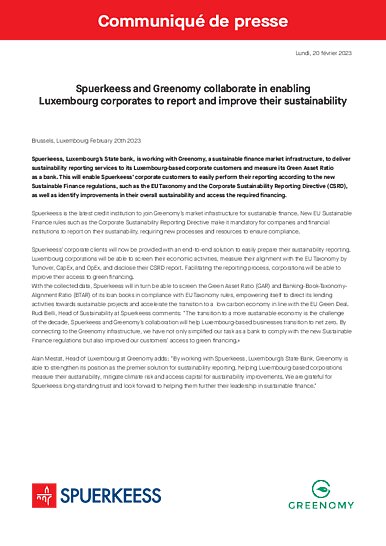 Communiqué de presse
Lundi, 20 février 2023
Spuerkeess and Greenomy collaborate in enabling
Luxembourg corporates to report and improve their sustainability
Brussels, Luxembourg February 20th 2023
Spuerkeess, Luxembourg's State bank, is working with Greenomy, a sustainable finance market infrastructure, to deliver
sustainability reporting services to its Luxembourg-based corporate customers and measure its Green Asset Ratio
as a bank. This will enable Spuerkeess' corporate customers to easily perform their reporting according to the new
Sustainable Finance regulations, such as the EU Taxonomy and the Corporate Sustainability Reporting Directive (CSRD),
as well as identify improvements in their overall sustainability and access the required financing.
Spuerkeess is the latest credit institution to join Greenomy's market infrastructure for sustainable finance. New EU Sustainable
Finance rules such as the Corporate Sustainability Reporting Directive make it mandatory for companies and financial
institutions to report on their sustainability, requiring new processes and resources to ensure compliance.
Spuerkeess' corporate clients will now be provided with an end-to-end solution to easily prepare their sustainability reporting.
Luxembourg corporations will be able to screen their economic activities, measure their alignment with the EU Taxonomy by
Turnover, CapEx, and OpEx, and disclose their CSRD report. Facilitating the reporting process, corporations will be able to
improve their access to green financing.
With the collected data, Spuerkeess will in turn be able to screen the Green Asset Ratio (GAR) and Banking-Book-Taxonomy-
Alignment Ratio (BTAR) of its loan books in compliance with EU Taxonomy rules, empowering itself to direct its lending
activities towards sustainable projects and accelerate the transition to a low carbon economy in line with the EU Green Deal.
Rudi Belli, Head of Sustainability at Spuerkeess comments: "The transition to a more sustainable economy is the challenge
of the decade, Spuerkeess and Greenomy's collaboration will help Luxembourg-based businesses transition to net zero. By
connecting to the Greenomy infrastructure, we have not only simplified our task as a bank to comply with the new Sustainable
Finance regulations but also improved our customers' access to green financing.»
Alain Mestat, Head of Luxembourg at Greenomy adds: "By working with Spuerkeess, Luxembourg's State Bank, Greenomy is
able to strengthen its position as the premier solution for sustainability reporting, helping Luxembourg-based corporations
measure their sustainability, mitigate climate risk and access capital for sustainability improvements. We are grateful for
Spuerkeess long-standing trust and look forward to helping them further their leadership in sustainable finance."
SPUERKEESS
GREENOMY